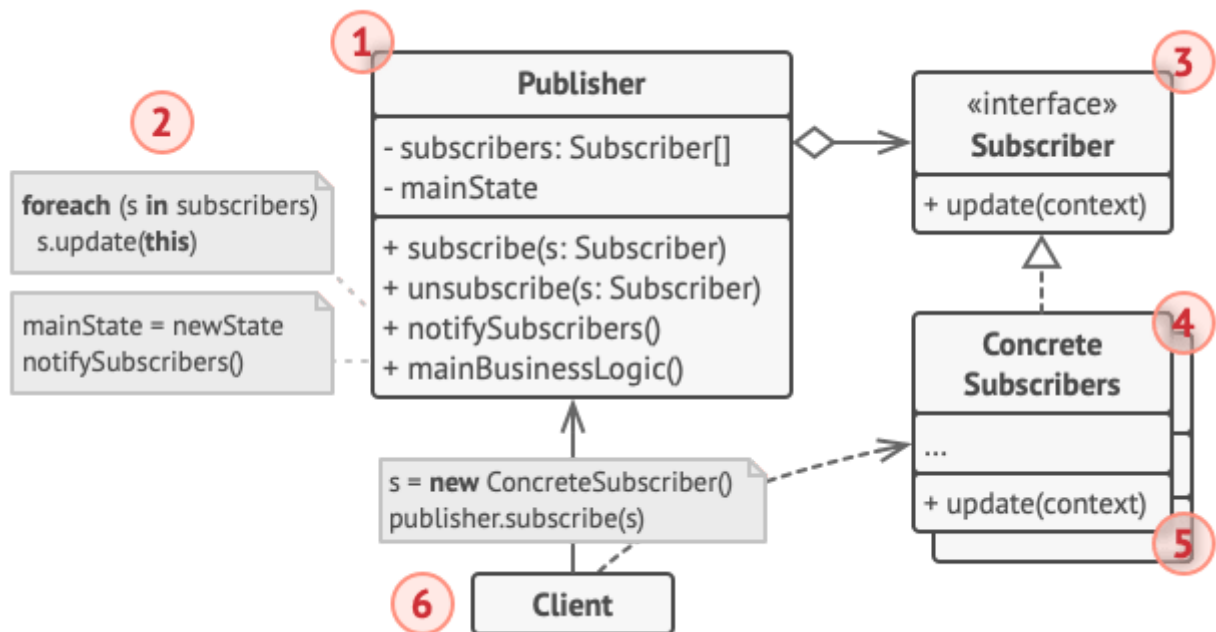 1
Publisher
- subscribers: Subscriber[]
- mainState
+ subscribe(s: Subscriber)
+ unsubscribe(s: Subscriber)
+ notifySubscribers()
+ mainBusinessLogic()
2
foreach (s in subscribers)
s.update(this)
mainState = newState
notifySubscribers()
3
«interface»
Subscriber
+ update(context)
4
Concrete
Subscribers
...
+ update(context)
5
s = new ConcreteSubscriber()
publisher.subscribe(s)
6
Client